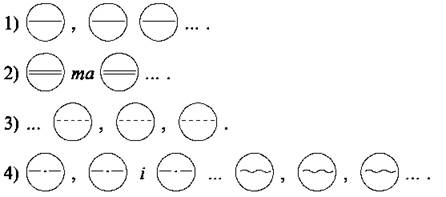 1) , ... .
2) та ... .
3) ... , , .
4) , і ... , , ... .